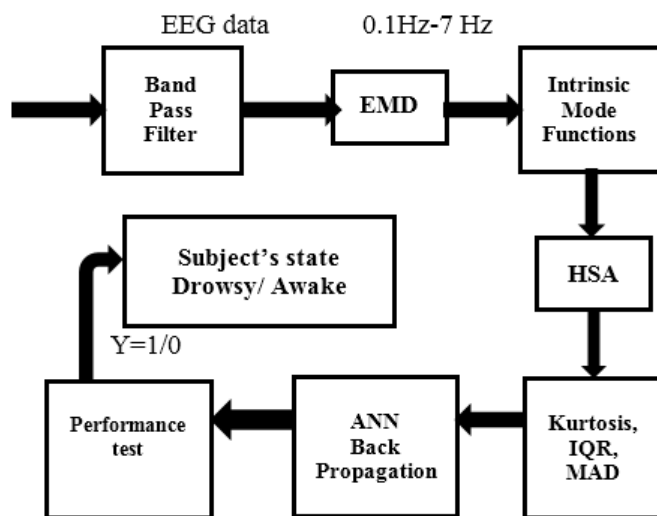 EEG data
0.1Hz-7 Hz
Band
Pass
Filter
EMD
Intrinsic
Mode
Functions
HSA
Kurtosis,
IQR,
MAD
ANN
Back
Propagation
Performance
test
Y=1/0
Subject's state
Drowsy/ Awake